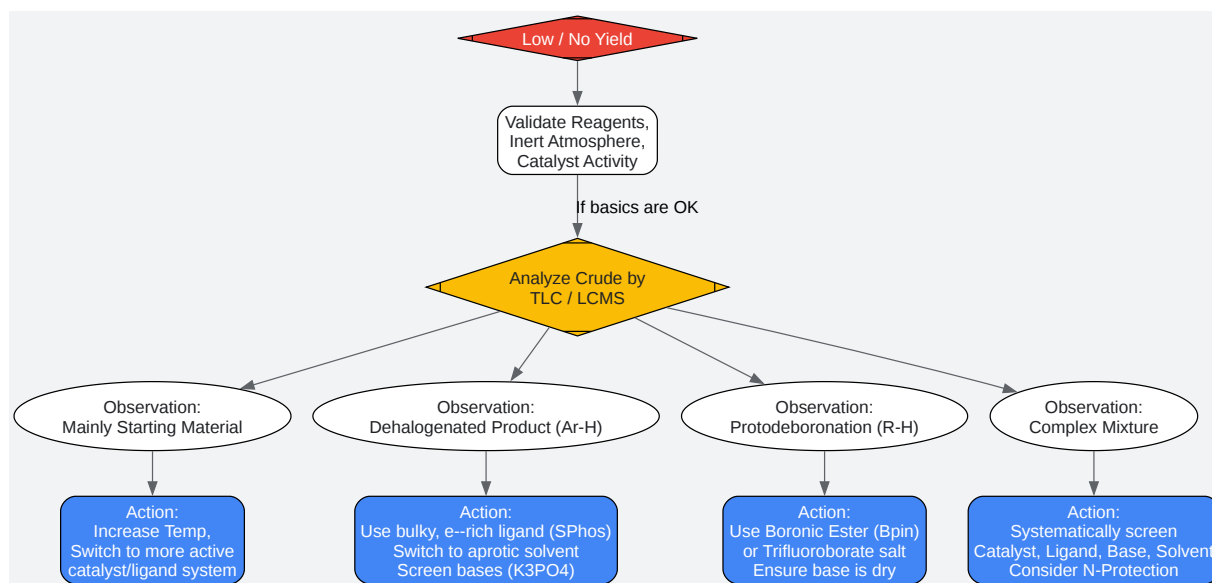 Low / No Yield
Validate Reagents,
Inert Atmosphere,
Catalyst Activity
If basics are OK
Analyze Crude by
TLC / LCMS
Observation:
Mainly Starting Material
Observation:
Dehalogenated Product (Ar-H)
Observation:
Protodeboronation (R-H)
Observation:
Complex Mixture
Action:
Increase Temp,
Switch to more active
catalyst/ligand system
Action:
Use bulky, e--rich ligand (SPhos)
Switch to aprotic solvent
Screen bases (K3PO4)
Action:
Use Boronic Ester (Bpin)
or Trifluoroborate salt
Ensure base is dry
Action:
Systematically screen
Catalyst, Ligand, Base, Solvent
Consider N-Protection